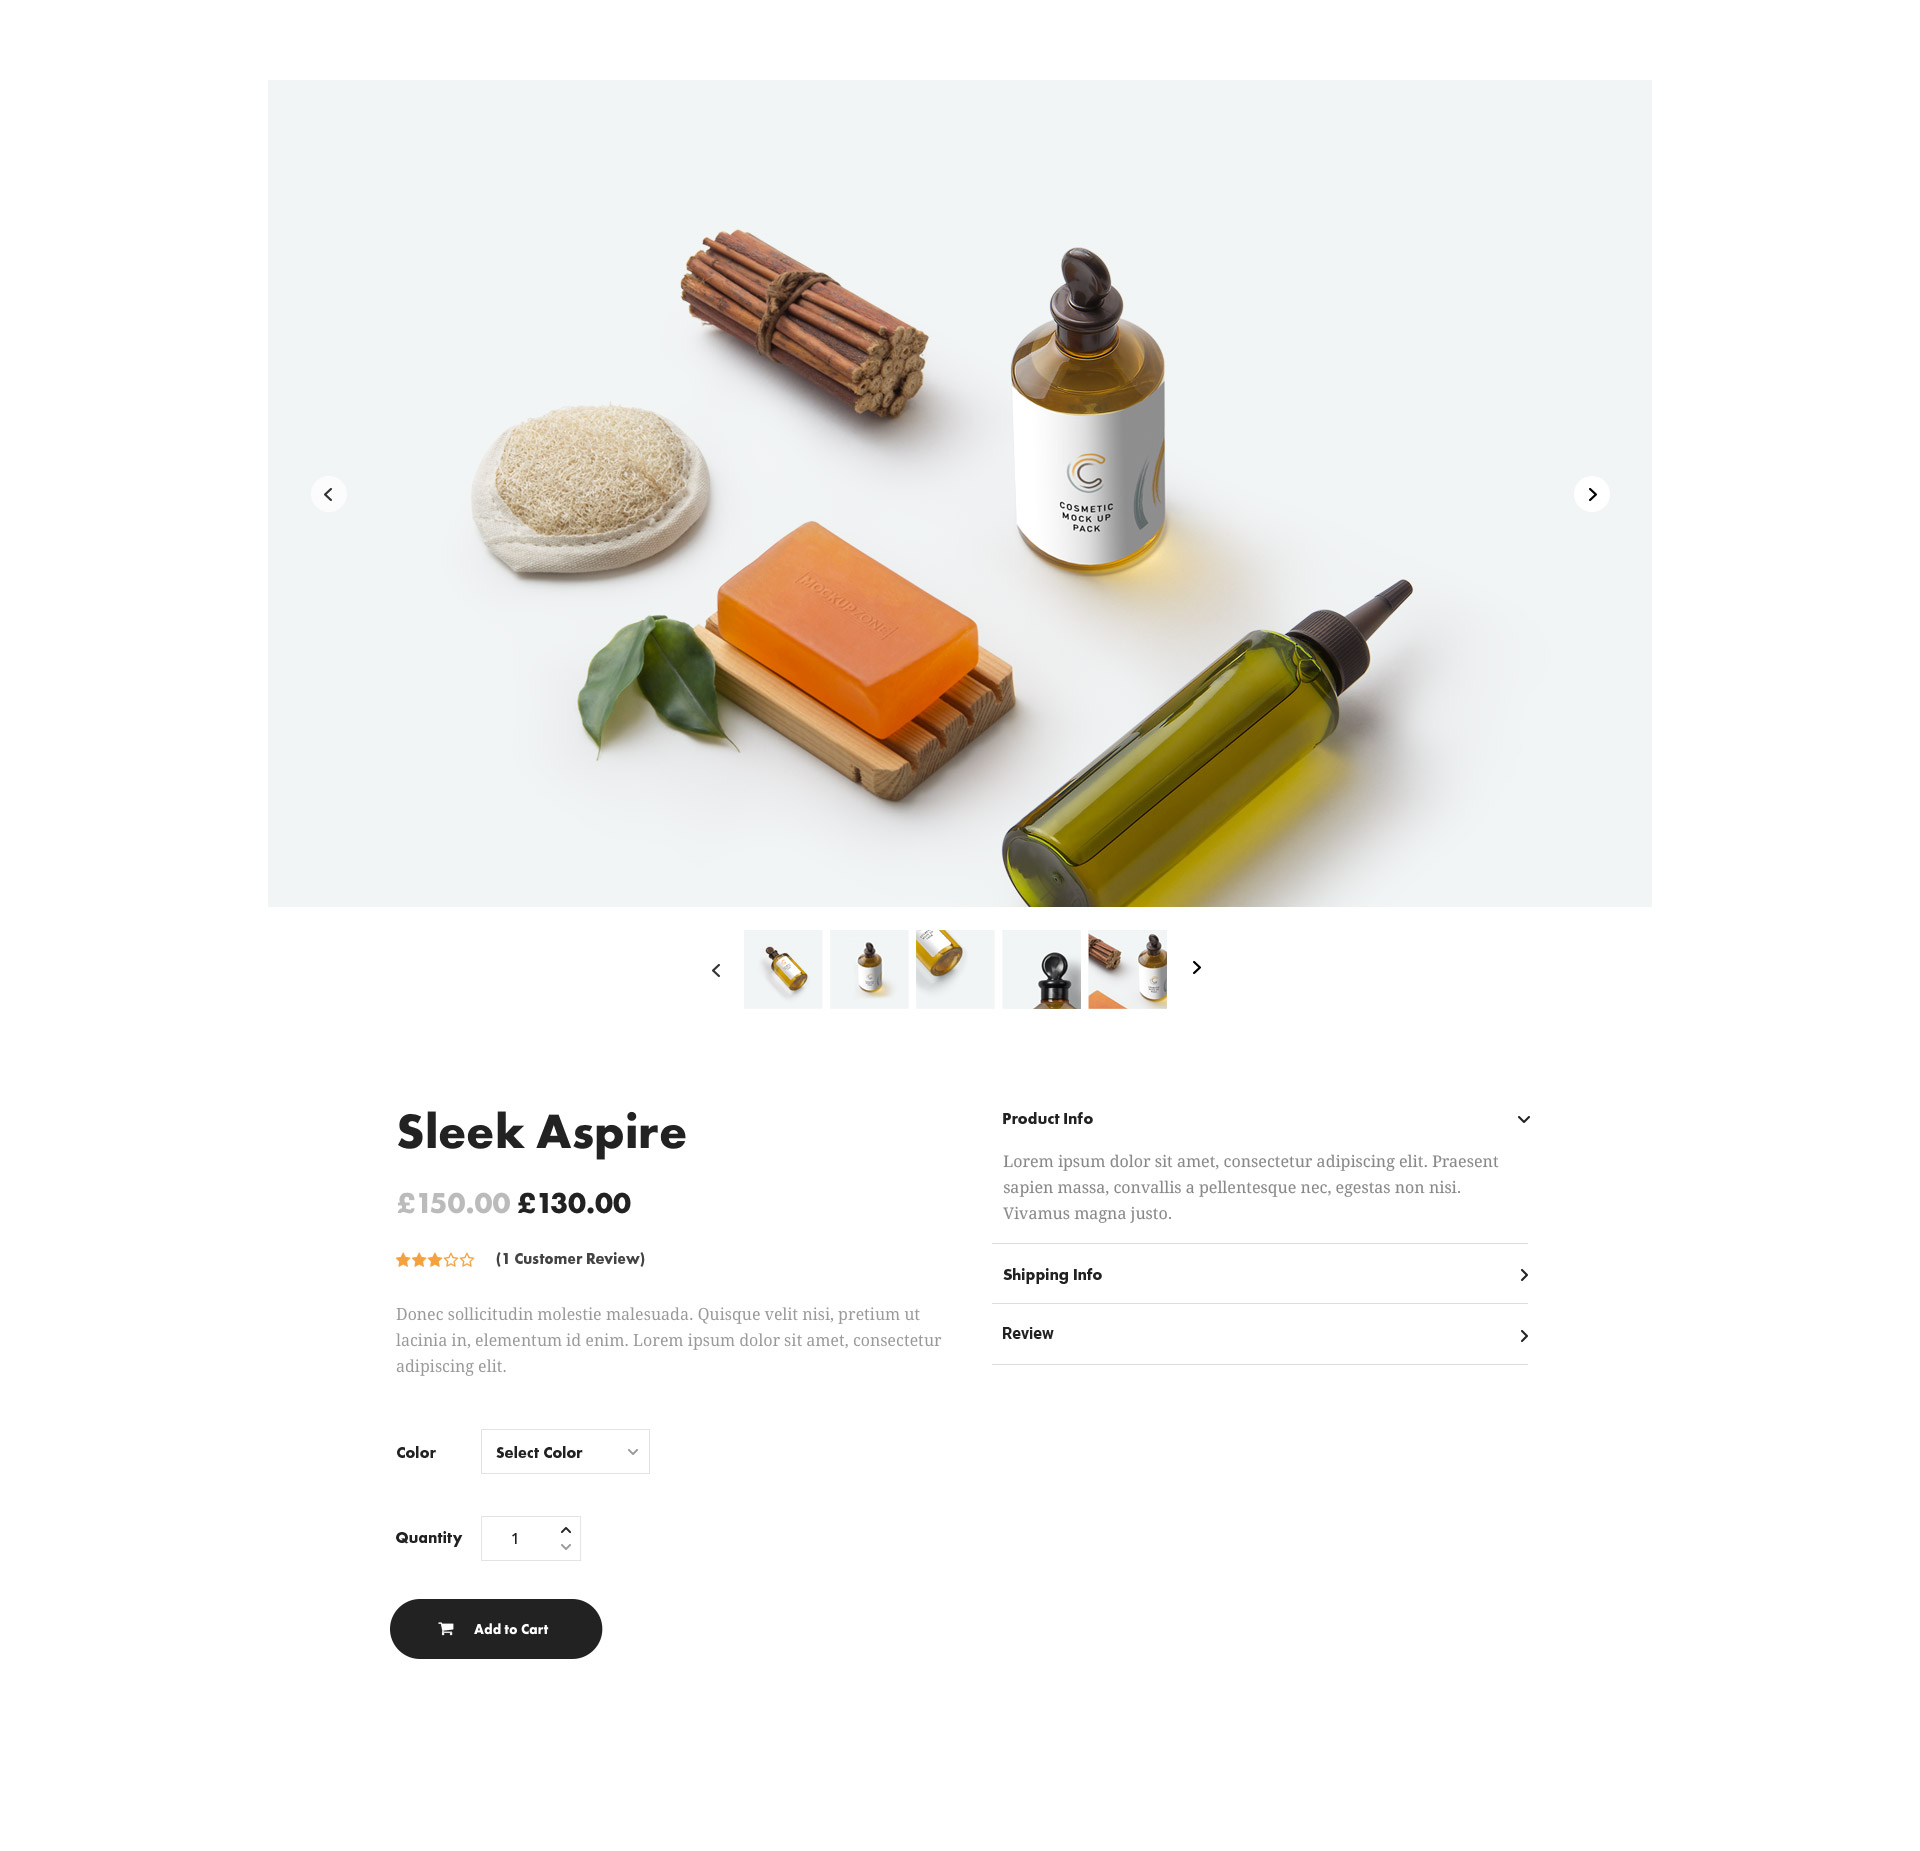 COSMETIC
MOCK UP
PACK
MOCKUP ZONE
Sleek Aspire
£150.00 £130.00
(1 Customer Review)
Donec sollicitudin molestie malesuada. Quisque velit nisi, pretium ut
lacinia in, elementum id enim. Lorem ipsum dolor sit amet, consectetur
adipiscing elit.
Color
Select Color
Quantity
1
Add to Cart
Product Info
Lorem ipsum dolor sit amet, consectetur adipiscing elit. Praesent
sapien massa, convallis a pellentesque nec, egestas non nisi.
Vivamus magna justo.
Shipping Info
Review